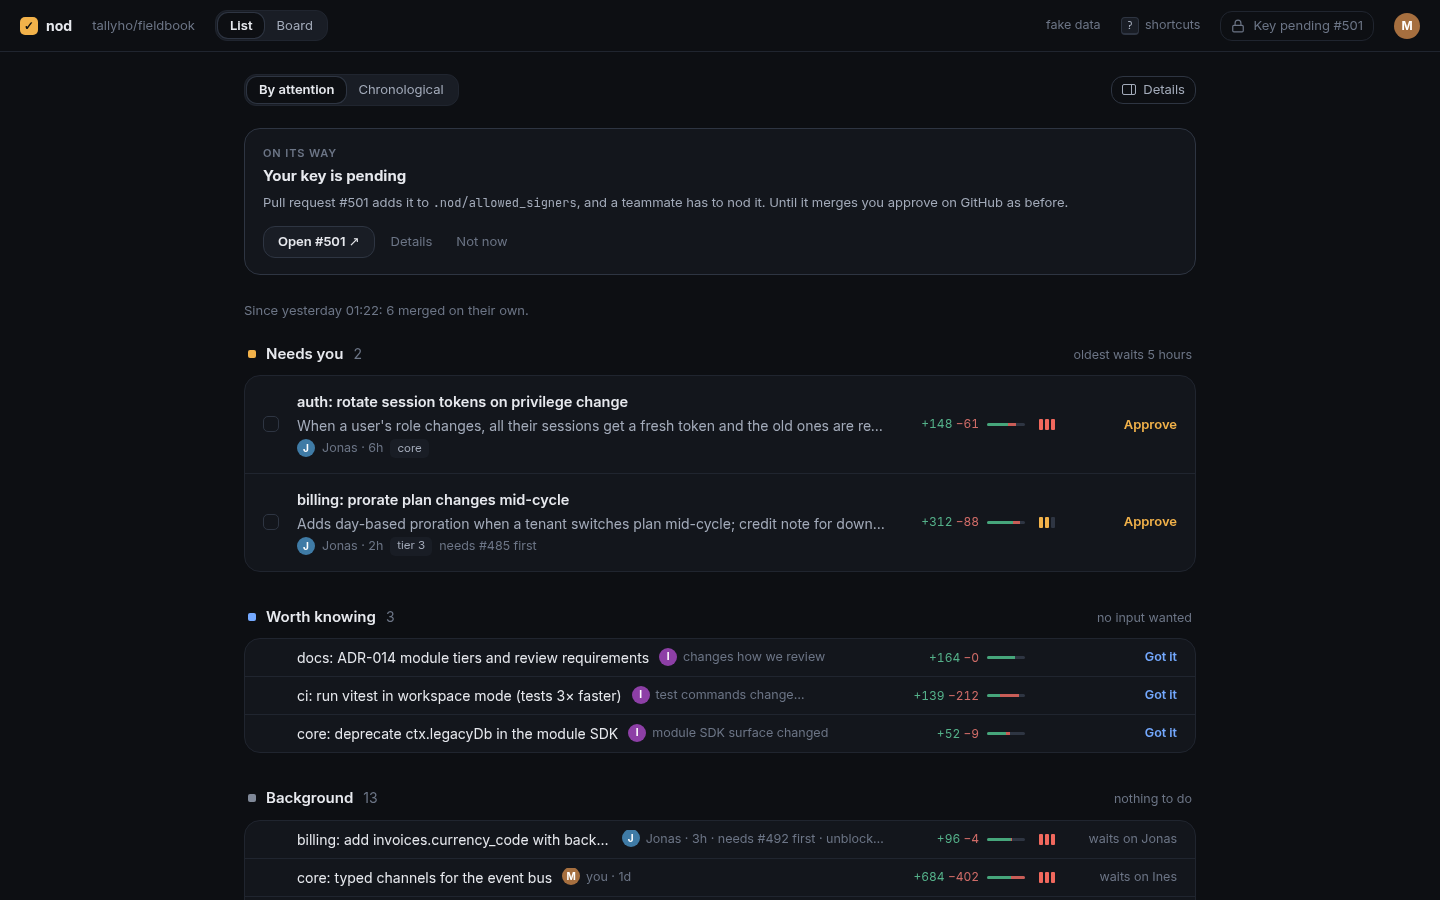 nod tallyho/fieldbook List Board fake data ? shortcuts Key pending #501 M
By attention Chronological Details
ON ITS WAY
Your key is pending
Pull request #501 adds it to .nod/allowed_signers, and a teammate has to nod it. Until it merges you approve on GitHub as before.
Open #501 ↗ Details Not now
Since yesterday 01:22: 6 merged on their own.
Needs you 2 oldest waits 5 hours
auth: rotate session tokens on privilege change
When a user's role changes, all their sessions get a fresh token and the old ones are re... +148 −61 Approve
J Jonas · 6h core
billing: prorate plan changes mid-cycle
Adds day-based proration when a tenant switches plan mid-cycle; credit note for down... +312 −88 Approve
J Jonas · 2h tier 3 needs #485 first
Worth knowing 3 no input wanted
docs: ADR-014 module tiers and review requirements I changes how we review +164 −0 Got it
ci: run vitest in workspace mode (tests 3× faster) I test commands change... +139 −212 Got it
core: deprecate ctx.legacyDb in the module SDK I module SDK surface changed +52 −9 Got it
Background 13 nothing to do
billing: add invoices.currency_code with back... J Jonas · 3h · needs #492 first · unblock... +96 −4 waits on Jonas
core: typed channels for the event bus M you · 1d +684 −402 waits on Ines